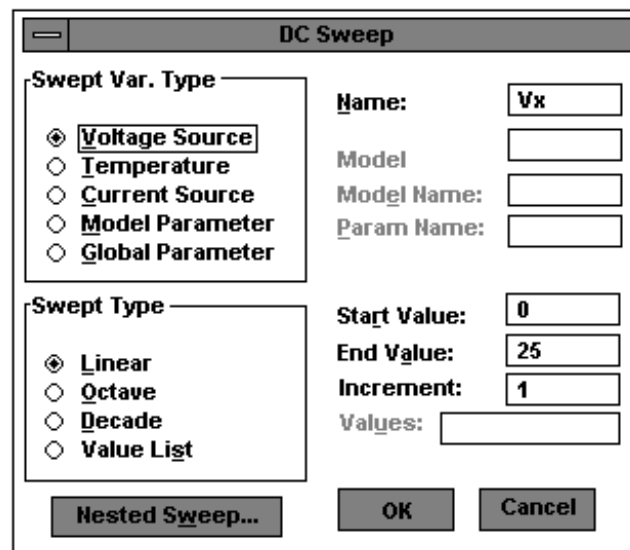 DC Sweep
Swept Var. Type
Voltage Source
Temperature
Current Source
Model Parameter
Global Parameter
Name: Vx
Model
Model Name:
Param Name:
Swept Type
Linear
Octave
Decade
Value List
Start Value: 0
End Value: 25
Increment: 1
Values:
Nested Sweep...
OK
Cancel